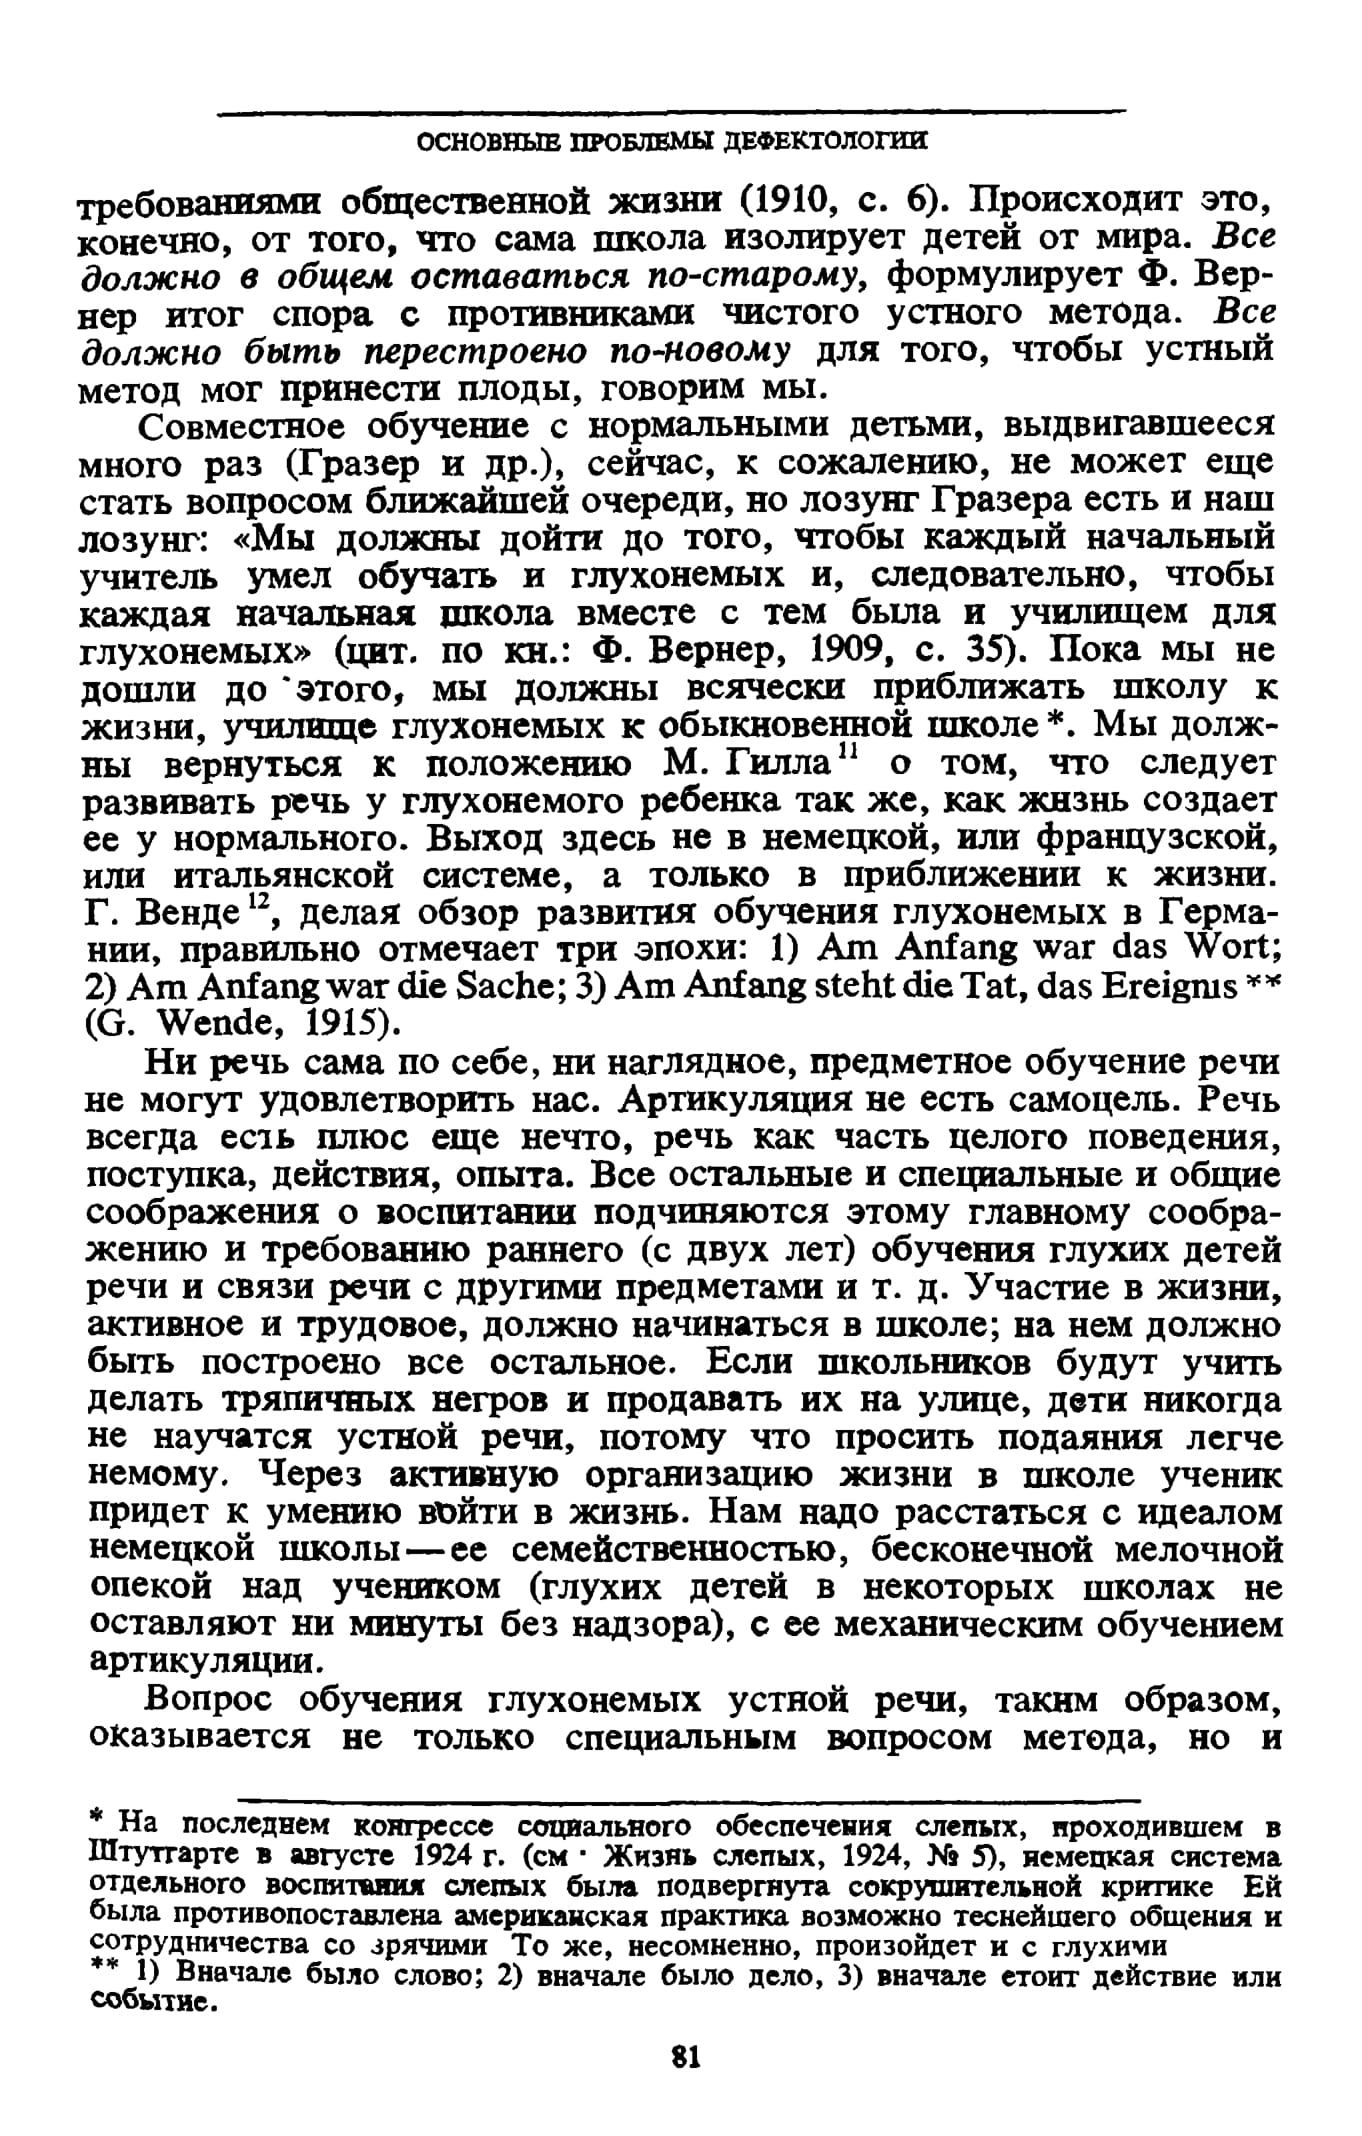 ОСНОВНЫЕ ПРОБЛЕМЫ ДЕФЕКТОЛОГИИ
требованиями общественной жизни (1910, с. 6). Происходит это,
конечно, от того, что сама школа изолирует детей от мира. Все
должно в общем оставаться по-старому, формулирует Ф. Вер-
нер итог спора с противниками чистого устного метода. Все
должно быть перестроено по-новому для того, чтобы устный
метод мог принести плоды, говорим мы.
Совместное обучение с нормальными детьми, выдвигавшееся
много раз (Гразер и др.), сейчас, к сожалению, не может еще
стать вопросом ближайшей очереди, но лозунг Гразера есть и наш
лозунг: «Мы должны дойти до того, чтобы каждый начальный
учитель умел обучать и глухонемых и, следовательно, чтобы
каждая начальная школа вместе с тем была и училищем для
глухонемых» (цит. по кн.: Ф. Вернер, 1909, с. 35). Пока мы не
дошли до этого, мы должны всячески приближать школу к
жизни, училище глухонемых к обыкновенной школе *. Мы долж-
ны вернуться к положению М. Гилла 11 о том, что следует
развивать речь у глухонемого ребенка так же, как жизнь создает
ее у нормального. Выход здесь не в немецкой, или французской,
или итальянской системе, а только в приближении к жизни.
Г. Венде 12, делая обзор развития обучения глухонемых в Герма-
нии, правильно отмечает три эпохи: 1) Am Anfang war das Wort;
2) Am Anfang war die Sache; 3) Am Anfang steht die Tat, das Ereignis **
(G. Wende, 1915).
Ни речь сама по себе, ни наглядное, предметное обучение речи
не могут удовлетворить нас. Артикуляция не есть самоцель. Речь
всегда есть плюс еще нечто, речь как часть целого поведения,
поступка, действия, опыта. Все остальные и специальные и общие
соображения о воспитании подчиняются этому главному сообра-
жению и требованию раннего (с двух лет) обучения глухих детей
речи и связи речи с другими предметами и т. д. Участие в жизни,
активное и трудовое, должно начинаться в школе; на нем должно
быть построено все остальное. Если школьников будут учить
делать тряпичных негров и продавать их на улице, дети никогда
не научатся устной речи, потому что просить подаяния легче
немому. Через активную организацию жизни в школе ученик
придет к умению войти в жизнь. Нам надо расстаться с идеалом
немецкой школы — ее семейственностью, бесконечной мелочной
опекой над учеником (глухих детей в некоторых школах не
оставляют ни минуты без надзора), с ее механическим обучением
артикуляции.
Вопрос обучения глухонемых устной речи, таким образом,
оказывается не только специальным вопросом метода, но и
* На последнем конгрессе социального обеспечения слепых, проходившем в
Штутгарте в августе 1924 г. (см · Жизнь слепых, 1924, № 5), немецкая система
отдельного воспитания слепых была подвергнута сокрушительной критике Ей
была противопоставлена американская практика возможно теснейшего общения и
сотрудничества со зрячими То же, несомненно, произойдет и с глухими
** 1) Вначале было слово; 2) вначале было дело, 3) вначале етоит действие или
событие.
81